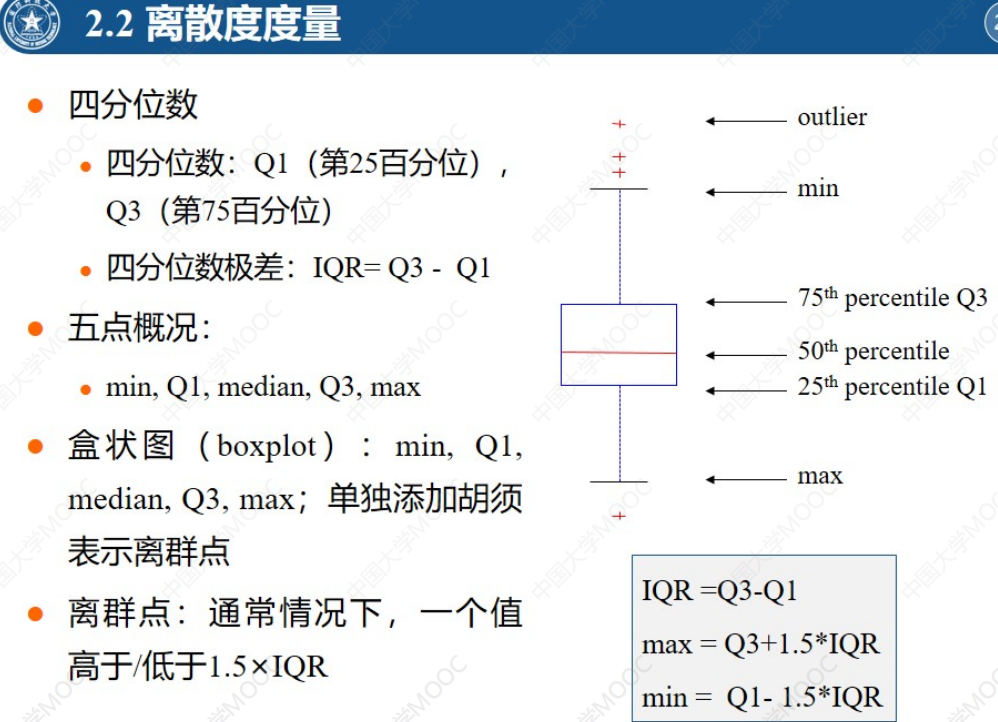 2.2 离散度度量
2
四分位数
四分位数：Q1（第25百分位），
Q3（第75百分位）
四分位数极差：IQR= Q3 - Q1
五点概况：
min, Q1, median, Q3, max
盒状图（boxplot）：min, Q1,
median, Q3, max；单独添加胡须
表示离群点
离群点：通常情况下，一个值
高于/低于1.5×IQR
outlier
min
75th percentile Q3
50th percentile
25th percentile Q1
max
IQR =Q3-Q1
max = Q3+1.5*IQR
min = Q1- 1.5*IQR
中国大学MOOC